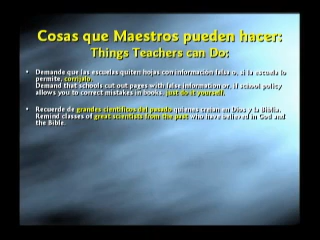 Cosas que Maestros pueden hacer:
Things Teachers can Do:
• Demande que las escuelas quiten hojas con información falsa o, si la escuela lo
permite, corríjalo.
Demand that schools cut out pages with false information or, if school policy
allows you to correct mistakes in books, just do it yourself.
• Recuerde de grandes científicos del pasado quienes creían en Dios y la Biblia.
Remind classes of great scientists from the past who have believed in God and
the Bible.